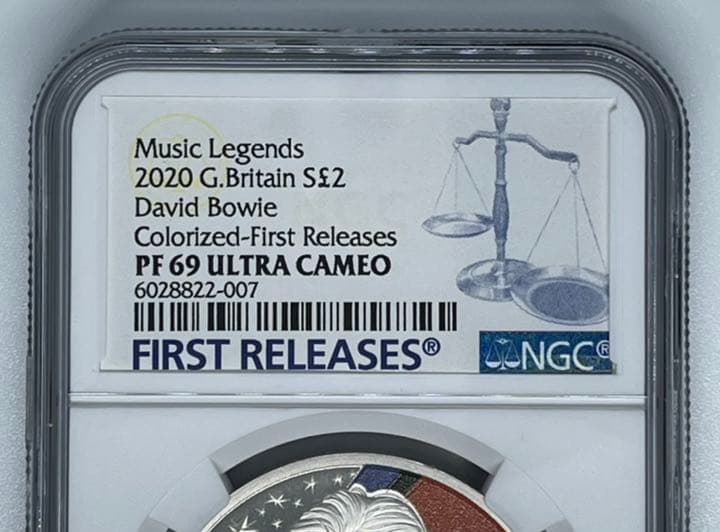 Music Legends
2020 G.Britain S£2
David Bowie
Colorized-First Releases
PF 69 ULTRA CAMEO
6028822-007
FIRST RELEASES®
NGC®